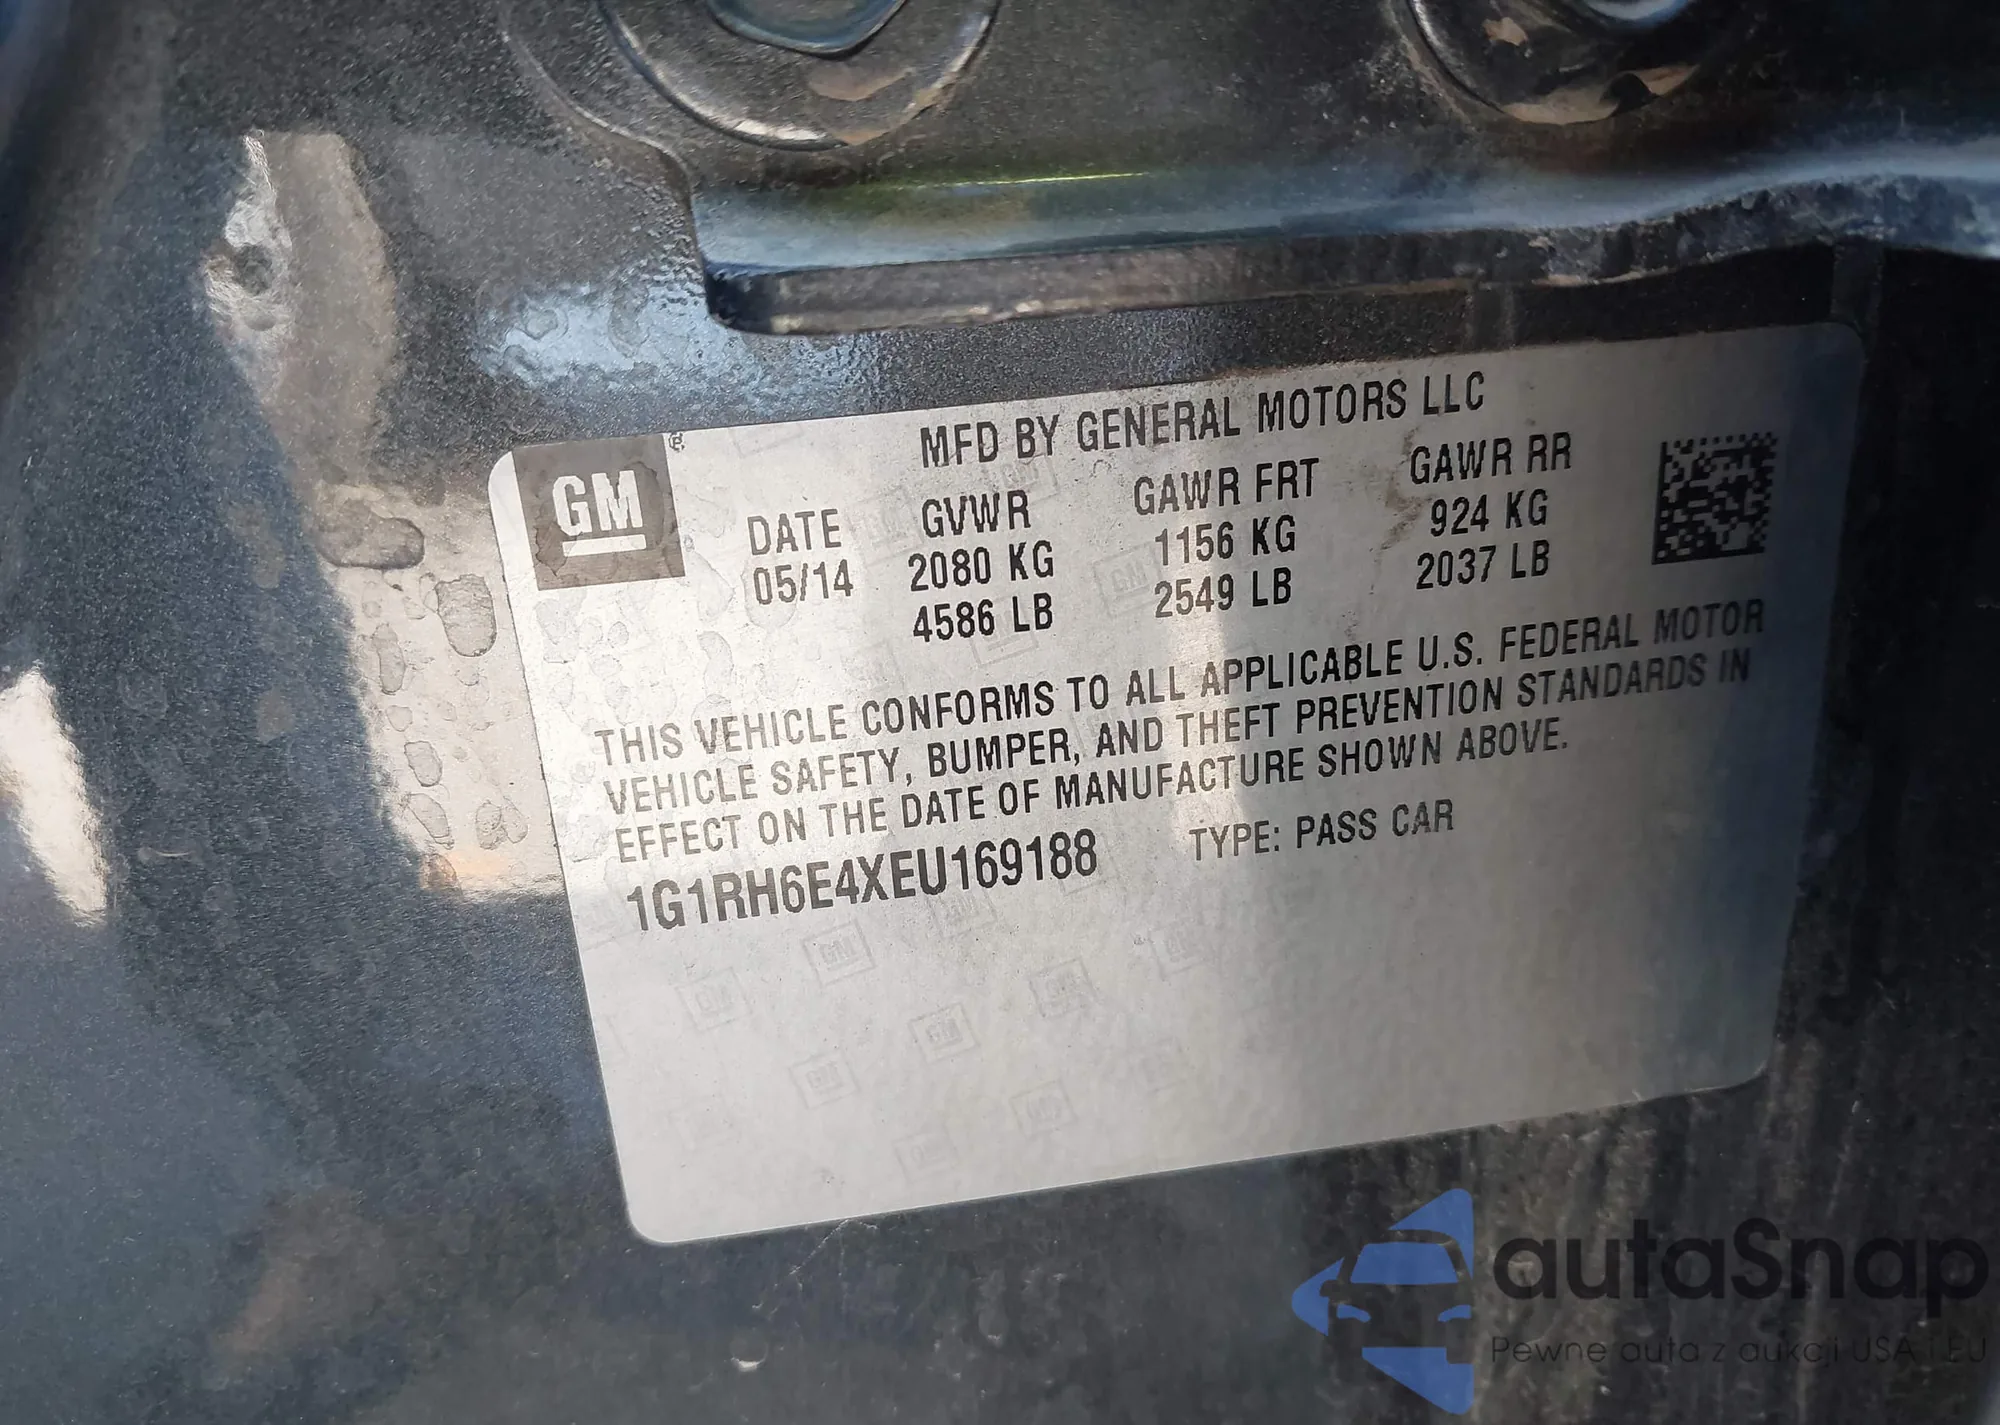 GM®
MFD BY GENERAL MOTORS LLC
DATE GVWR GAWR FRT GAWR RR
05/14 2080 KG 1156 KG 924 KG
4586 LB 2549 LB 2037 LB
THIS VEHICLE CONFORMS TO ALL APPLICABLE U.S. FEDERAL MOTOR
VEHICLE SAFETY, BUMPER, AND THEFT PREVENTION STANDARDS IN
EFFECT ON THE DATE OF MANUFACTURE SHOWN ABOVE.
1G1RH6E4XEU169188 TYPE: PASS CAR
autaSnap
Pewne auta z aukcji USA i EU